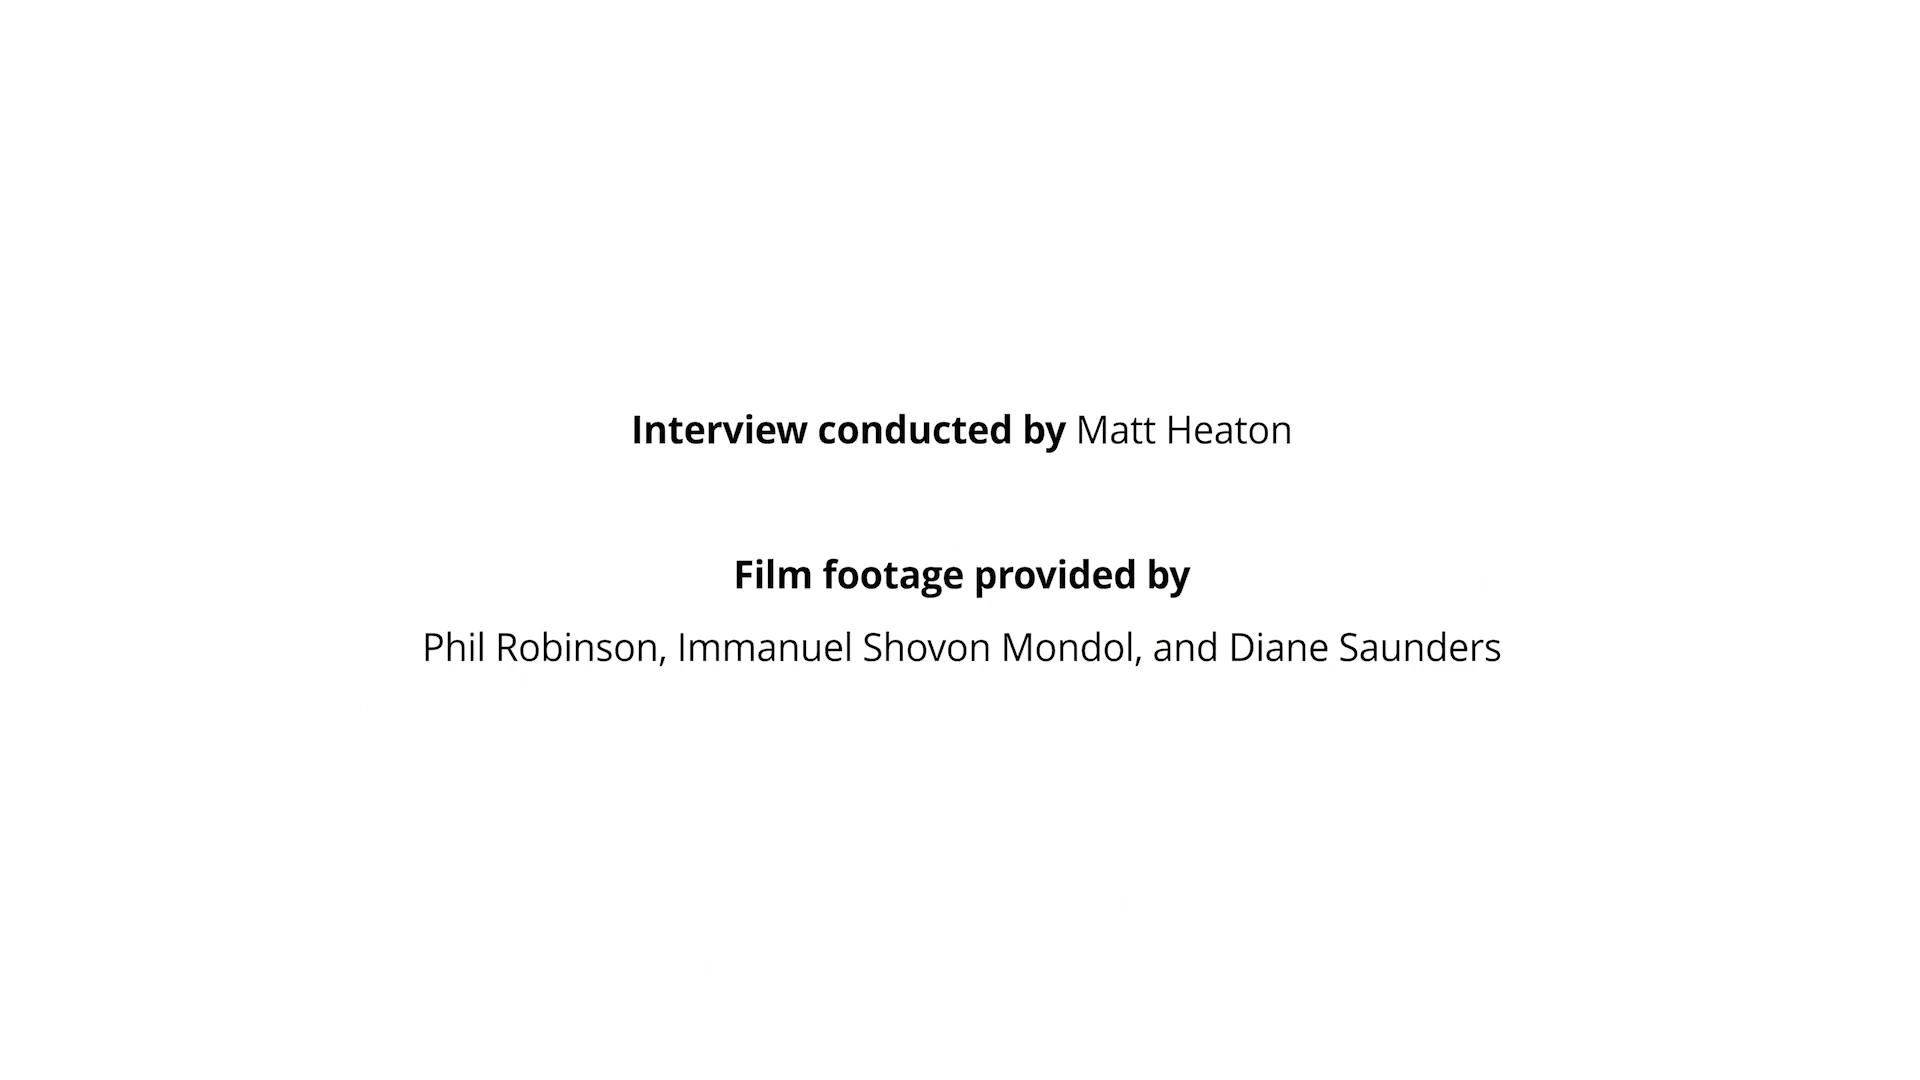 Interview conducted by Matt Heaton
Film footage provided by
Phil Robinson, Immanuel Shovon Mondol, and Diane Saunders